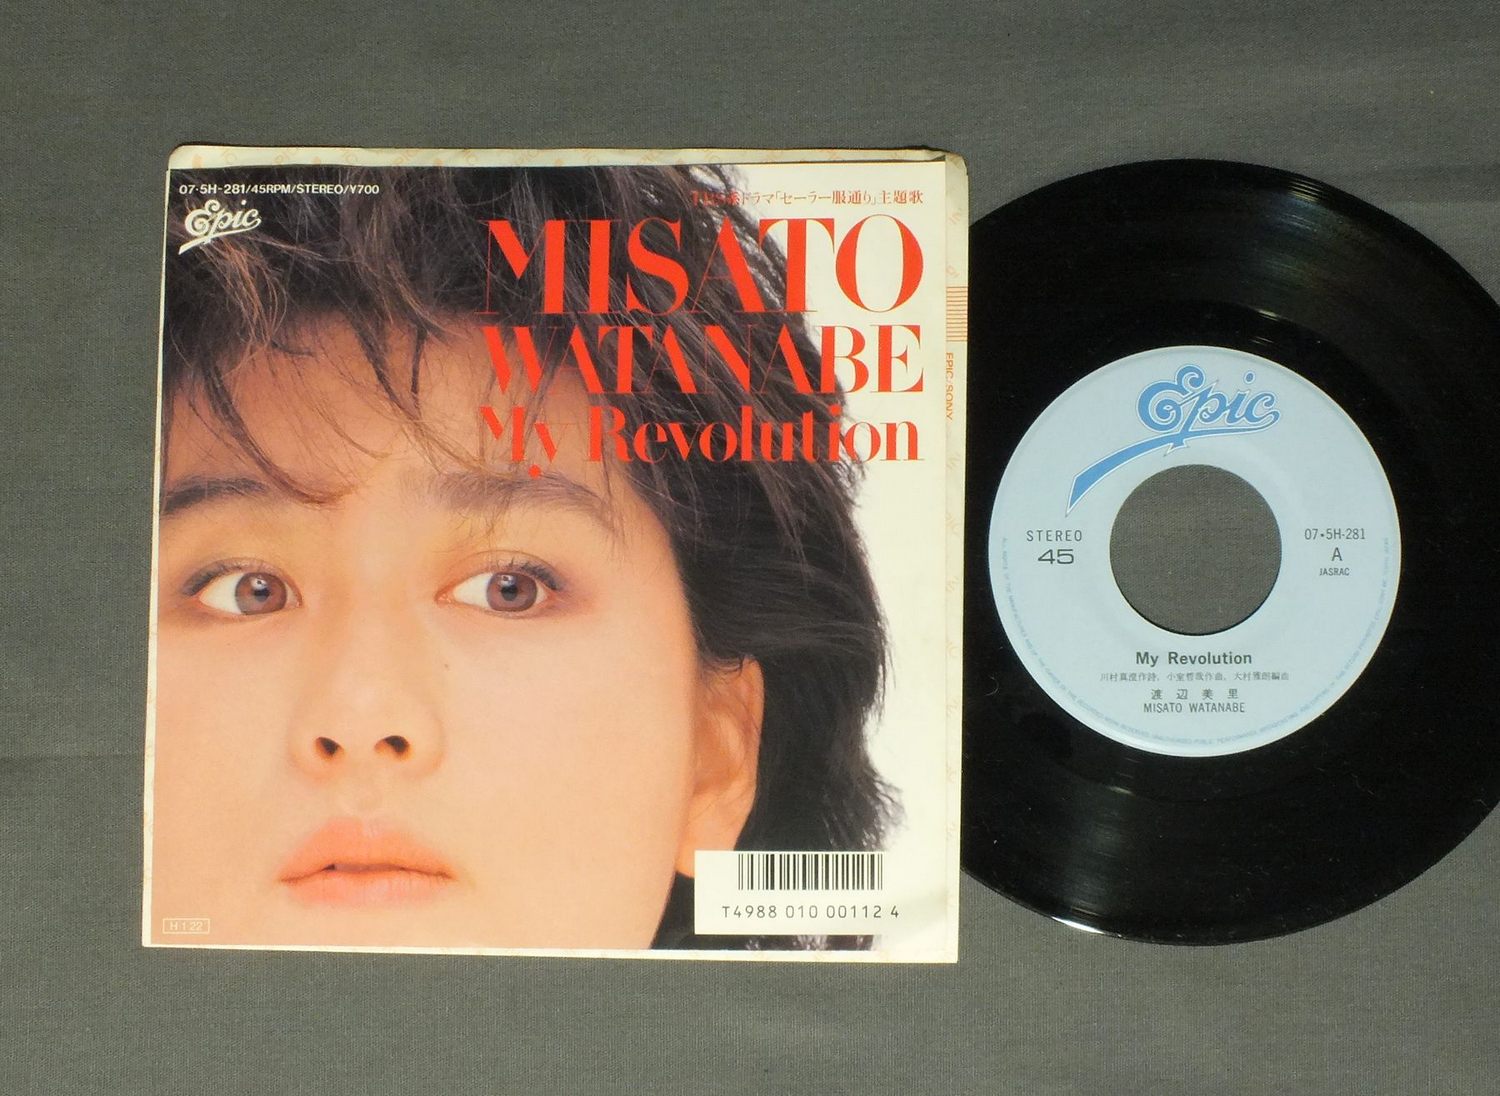 07・5H-281/45RPM/STEREO/¥700
Epic
TBS系ドラマ「セーラー服通り」主題歌
MISATO
WATANABE
My Revolution
EPIC・SONY
T4988 010 00112 4
H 1 22
Epic
STEREO
45
07・5H-281
A
JASRAC
My Revolution
川村真澄作詩、小室哲哉作曲、大村雅朗編曲
渡辺美里
MISATO WATANABE